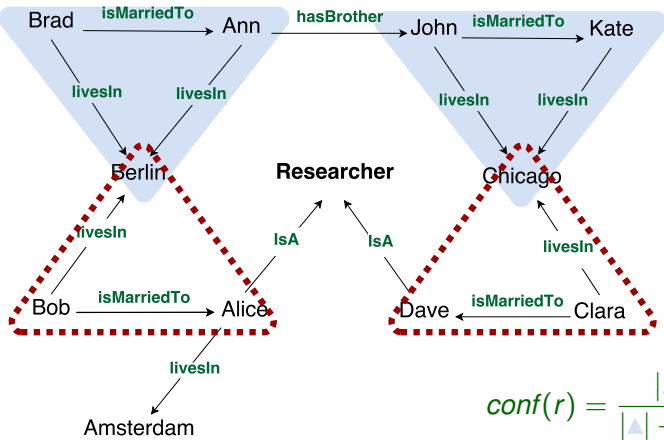 Brad isMarriedTo Ann hasBrother John isMarriedTo Kate
livesIn livesIn livesIn livesIn
Berlin Researcher Chicago
livesIn IsA IsA livesIn
Bob isMarriedTo Alice Dave isMarriedTo Clara
livesIn
Amsterdam
conf(r) =